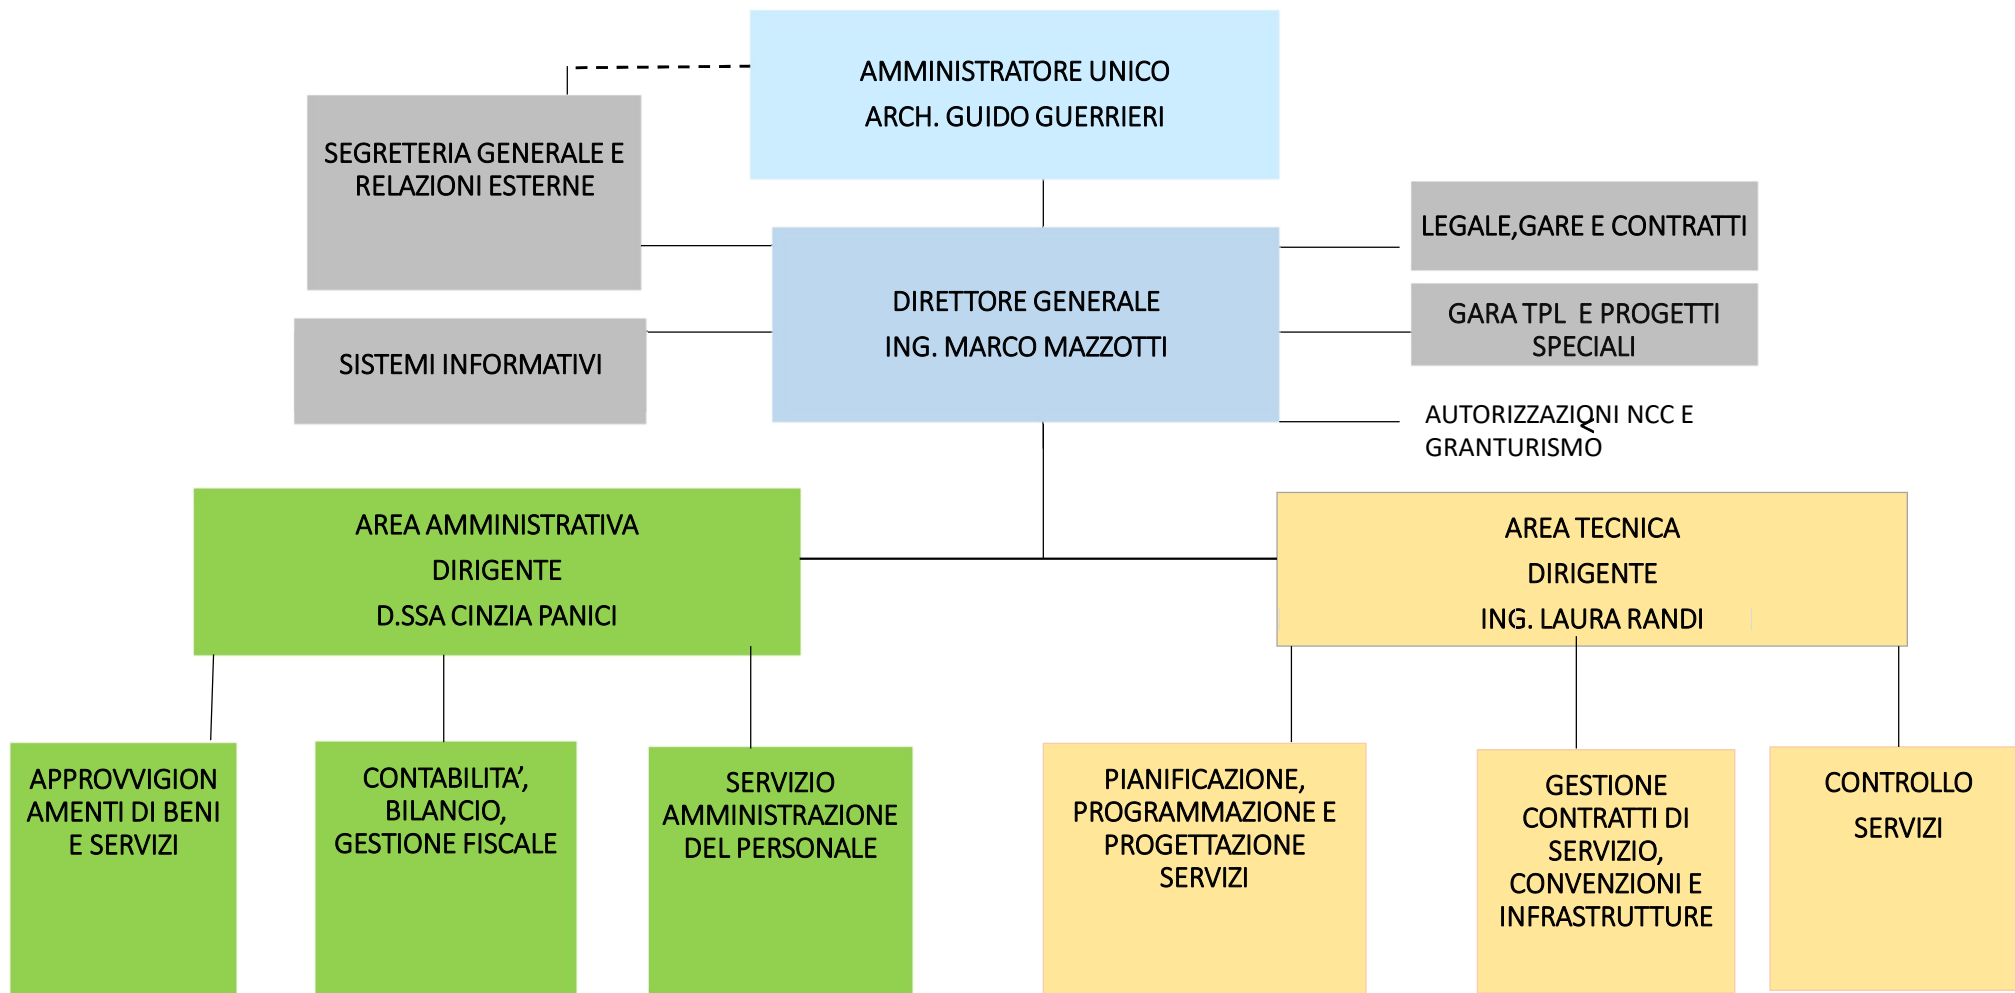 AMMINISTRATORE UNICO
ARCH. GUIDO GUERRIERI
SEGRETERIA GENERALE E
RELAZIONI ESTERNE
LEGALE,GARE E CONTRATTI
DIRETTORE GENERALE
ING. MARCO MAZZOTTI
GARA TPL  E PROGETTI
SPECIALI
SISTEMI INFORMATIVI
AUTORIZZAZIONI NCC E
GRANTURISMO
<
AREA AMMINISTRATIVA
DIRIGENTE
D.SSA CINZIA PANICI
AREA TECNICA
DIRIGENTE
ING. LAURA RANDI
APPROVVIGION
AMENTI DI BENI
E SERVIZI
CONTABILITA’,
BILANCIO,
GESTIONE FISCALE
SERVIZIO
AMMINISTRAZIONE
DEL PERSONALE
PIANIFICAZIONE,
PROGRAMMAZIONE E
PROGETTAZIONE
SERVIZI
GESTIONE
CONTRATTI DI
SERVIZIO,
CONVENZIONI E
INFRASTRUTTURE
CONTROLLO
SERVIZI